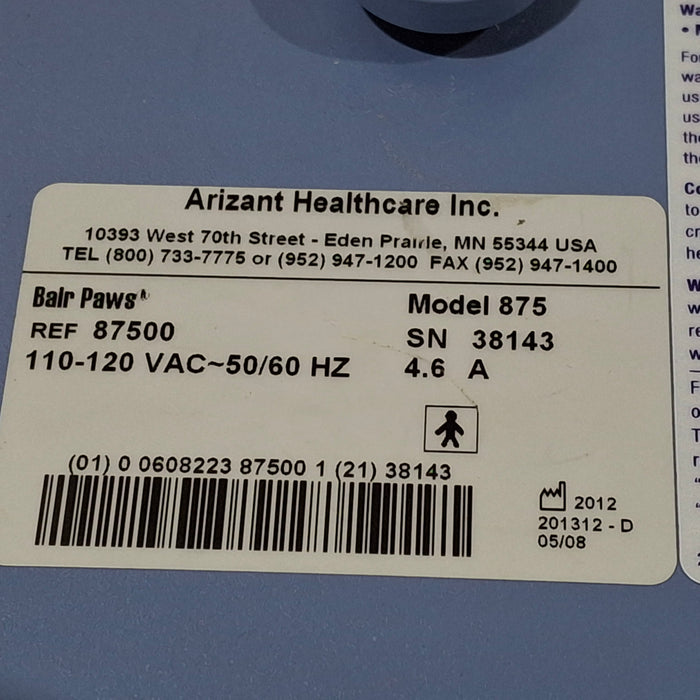 Arizant Healthcare Inc.
10393 West 70th Street - Eden Prairie, MN 55344 USA
TEL (800) 733-7775 or (952) 947-1200 FAX (952) 947-1400
Bair Paws
Model 875
REF 87500
SN 38143
110-120 VAC~50/60 HZ
4.6 A
(01) 0 0608223 87500 1 (21) 38143
2012
201312 - D
05/08